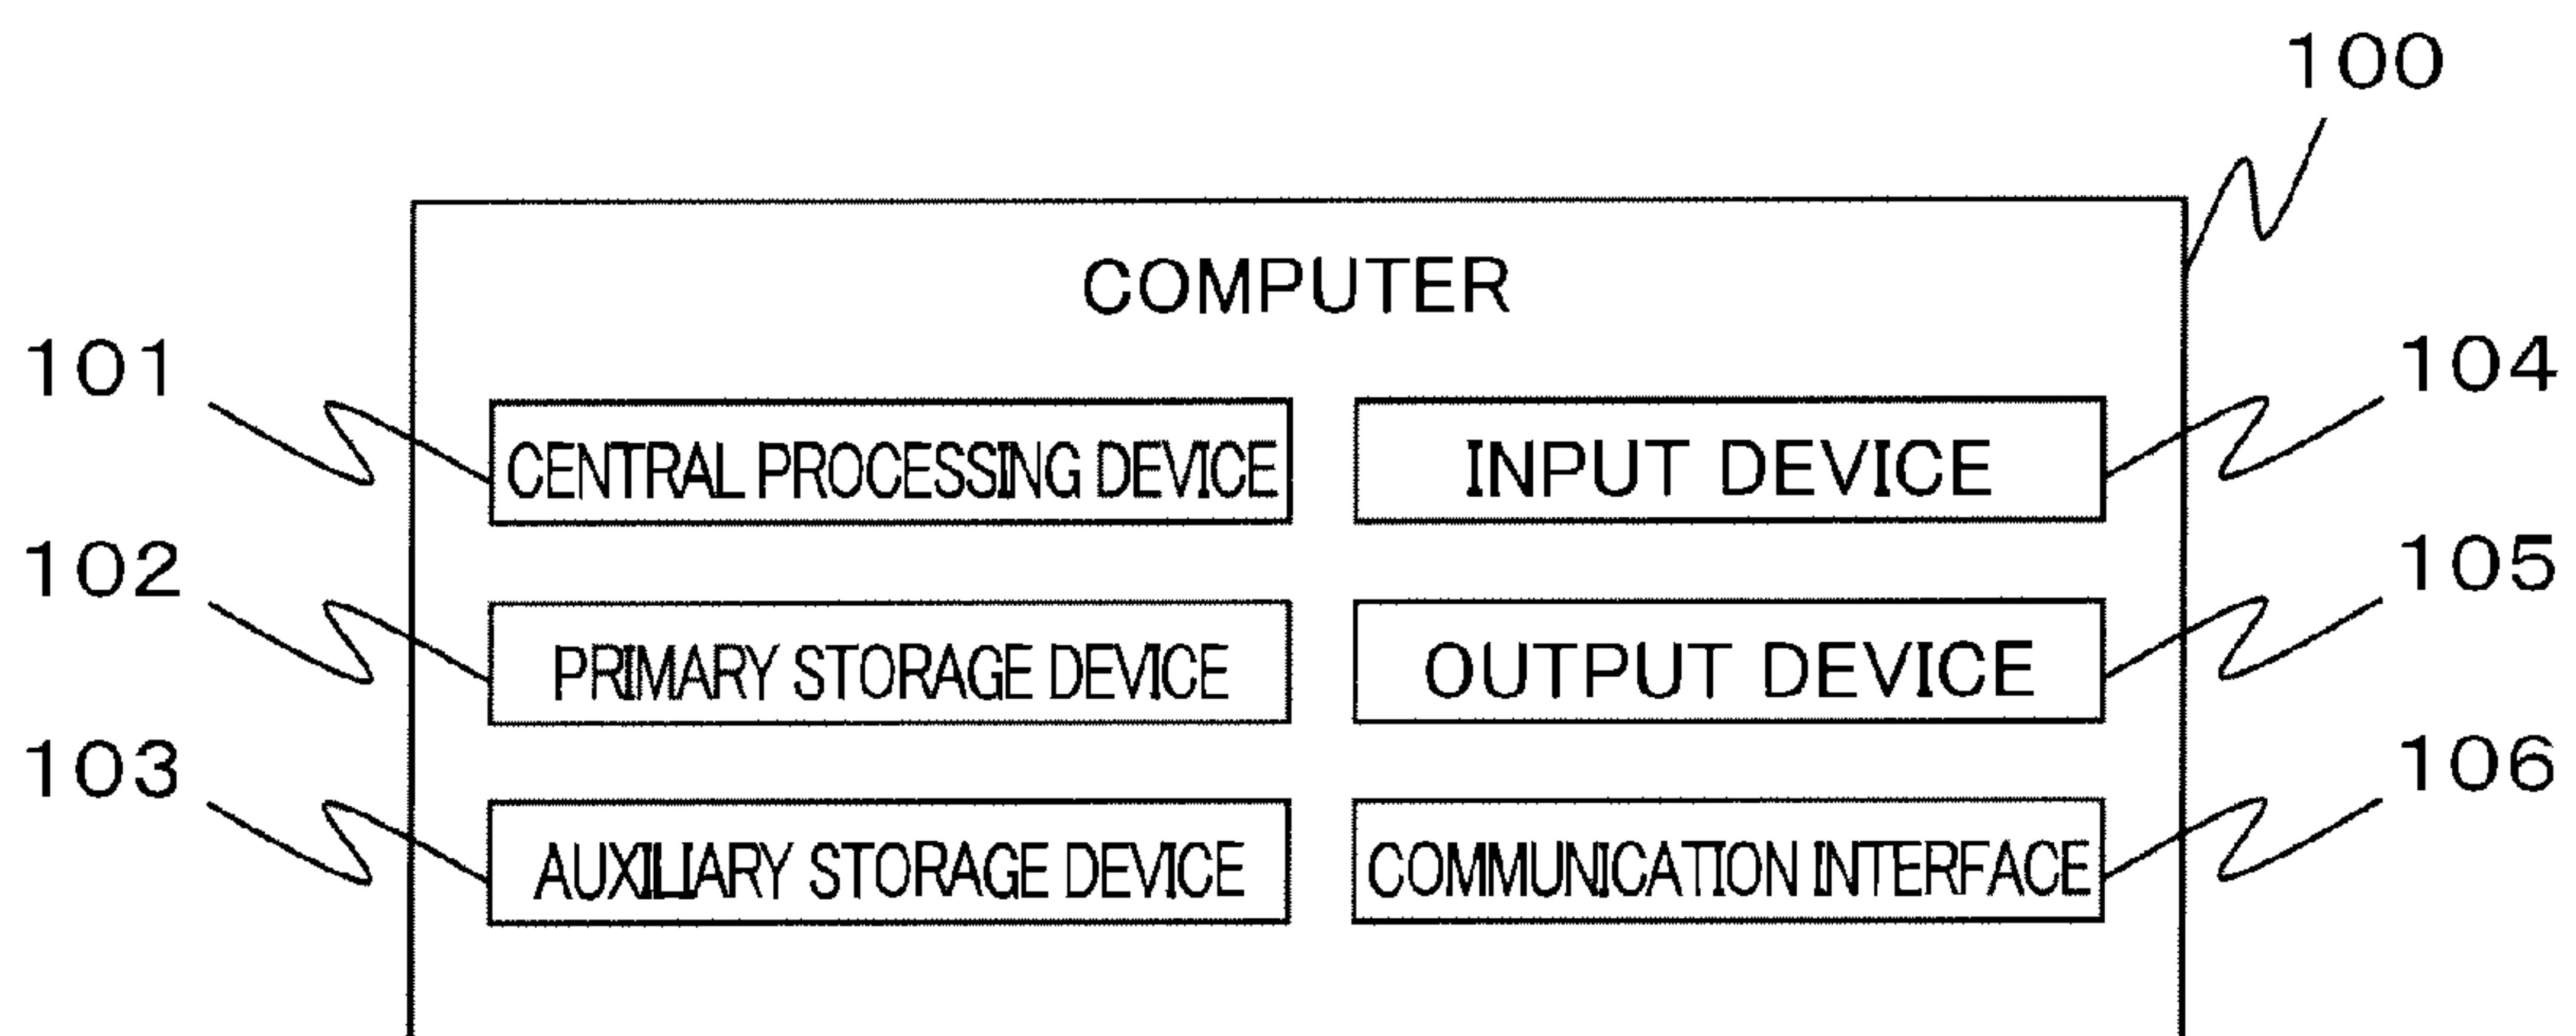 100
COMPUTER
101
CENTRAL PROCESSING DEVICE
INPUT DEVICE
104
102
PRIMARY STORAGE DEVICE
OUTPUT DEVICE
105
103
AUXILIARY STORAGE DEVICE
COMMUNICATION INTERFACE
106